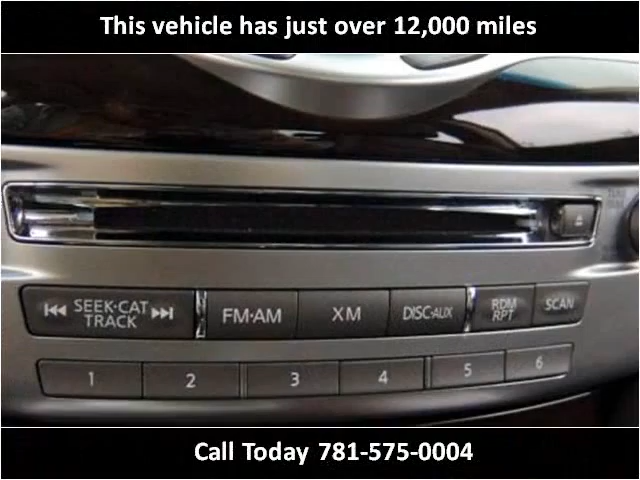 This vehicle has just over 12,000 miles
SEEK·CAT
TRACK
FM·AM
XM
DISC·AUX
RDM
RPT
SCAN
1
2
3
4
5
6
Call Today 781-575-0004